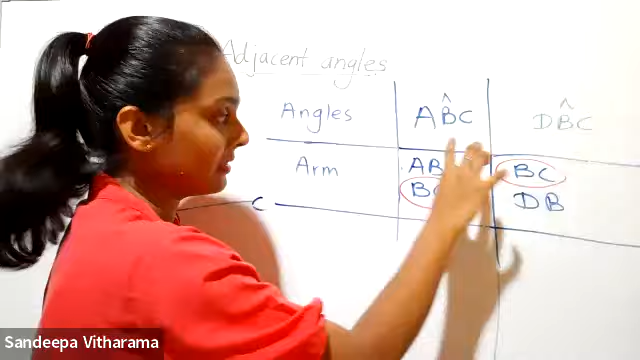 Adjacent angles
Angles AB̂C DB̂C
Arm AB BC
C DB
Sandeepa Vitharama